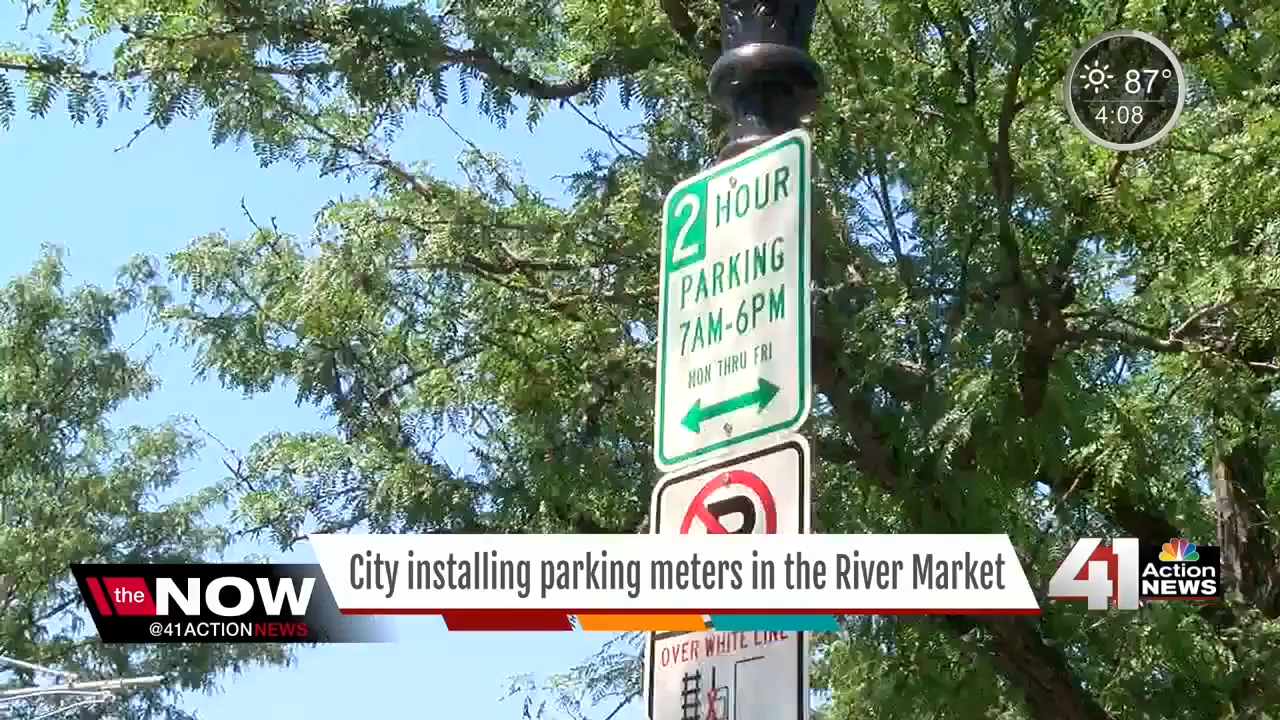 87°
4:08
2 HOUR
PARKING
7AM-6PM
MON THRU FRI
P
City installing parking meters in the River Market
the NOW
@41ACTIONNEWS
41 Action
NEWS
OVER WHITE LINE